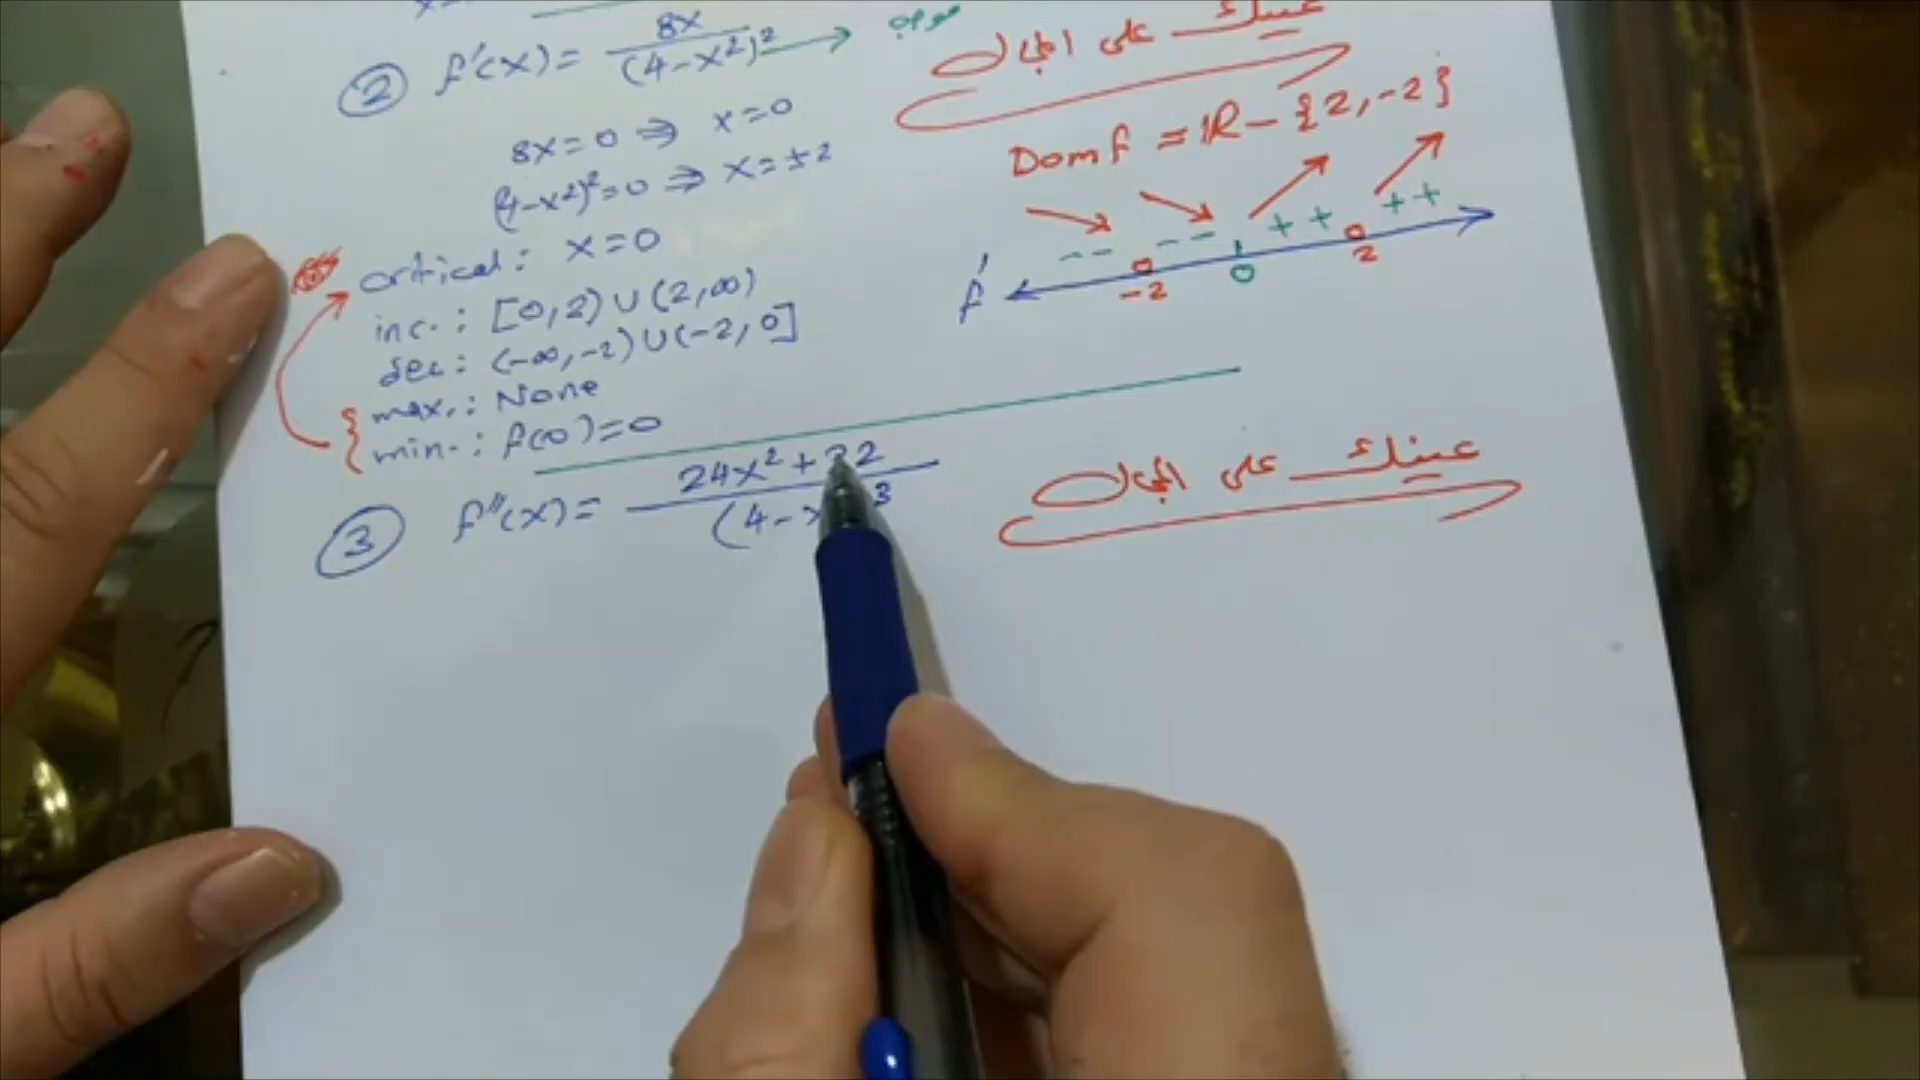 ② f'(x) = 8x / (4-x²)² → موجب
8x = 0 ⇒ x = 0
(4-x²)² = 0 ⇒ x = ±2
critical : x = 0
inc. : [0,2) ∪ (2,∞)
dec : (-∞,-2) ∪ (-2,0]
max. : None
min. : f(0) = 0
عينك على المجال
Dom f = ℝ - {2,-2}
-- -- ++ ++
f' -2 0 2
③ f''(x) = 24x² + 32 / (4-x 3
عينك على المجال